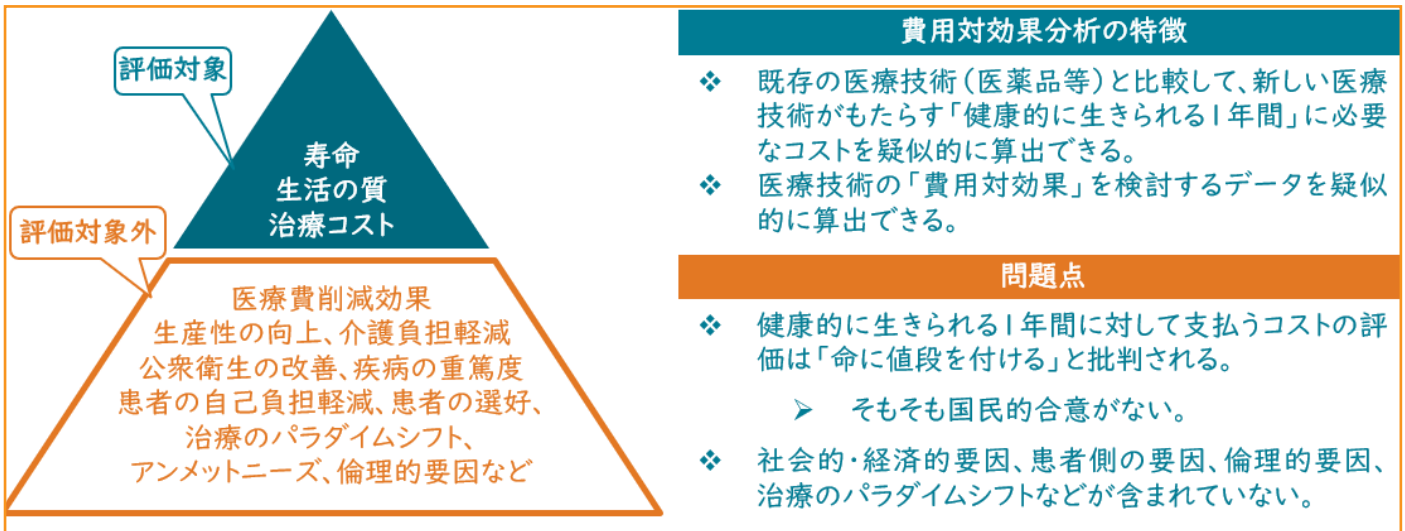 評価対象
寿命
生活の質
治療コスト
評価対象外
医療費削減効果
生産性の向上、介護負担軽減
公衆衛生の改善、疾病の重篤度
患者の自己負担軽減、患者の選好、
治療のパラダイムシフト、
アンメットニーズ、倫理的要因など
費用対効果分析の特徴
❖ 既存の医療技術(医薬品等)と比較して、新しい医療
技術がもたらす「健康的に生きられる1年間」に必要
なコストを疑似的に算出できる。
❖ 医療技術の「費用対効果」を検討するデータを疑似
的に算出できる。
問題点
❖ 健康的に生きられる1年間に対して支払うコストの評
価は「命に値段を付ける」と批判される。
➢ そもそも国民的合意がない。
❖ 社会的・経済的要因、患者側の要因、倫理的要因、
治療のパラダイムシフトなどが含まれていない。